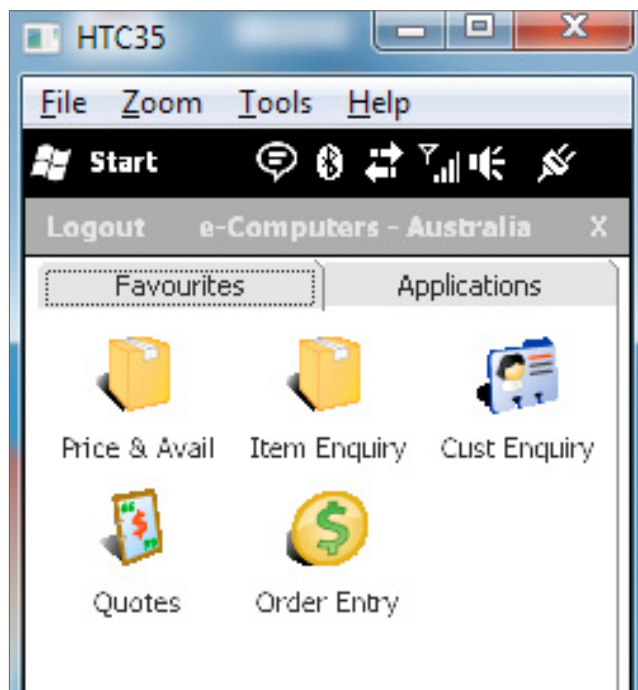 HTC35
File Zoom Tools Help
Start
Logout e-Computers - Australia X
Favourites Applications
Price & Avail Item Enquiry Cust Enquiry
Quotes Order Entry